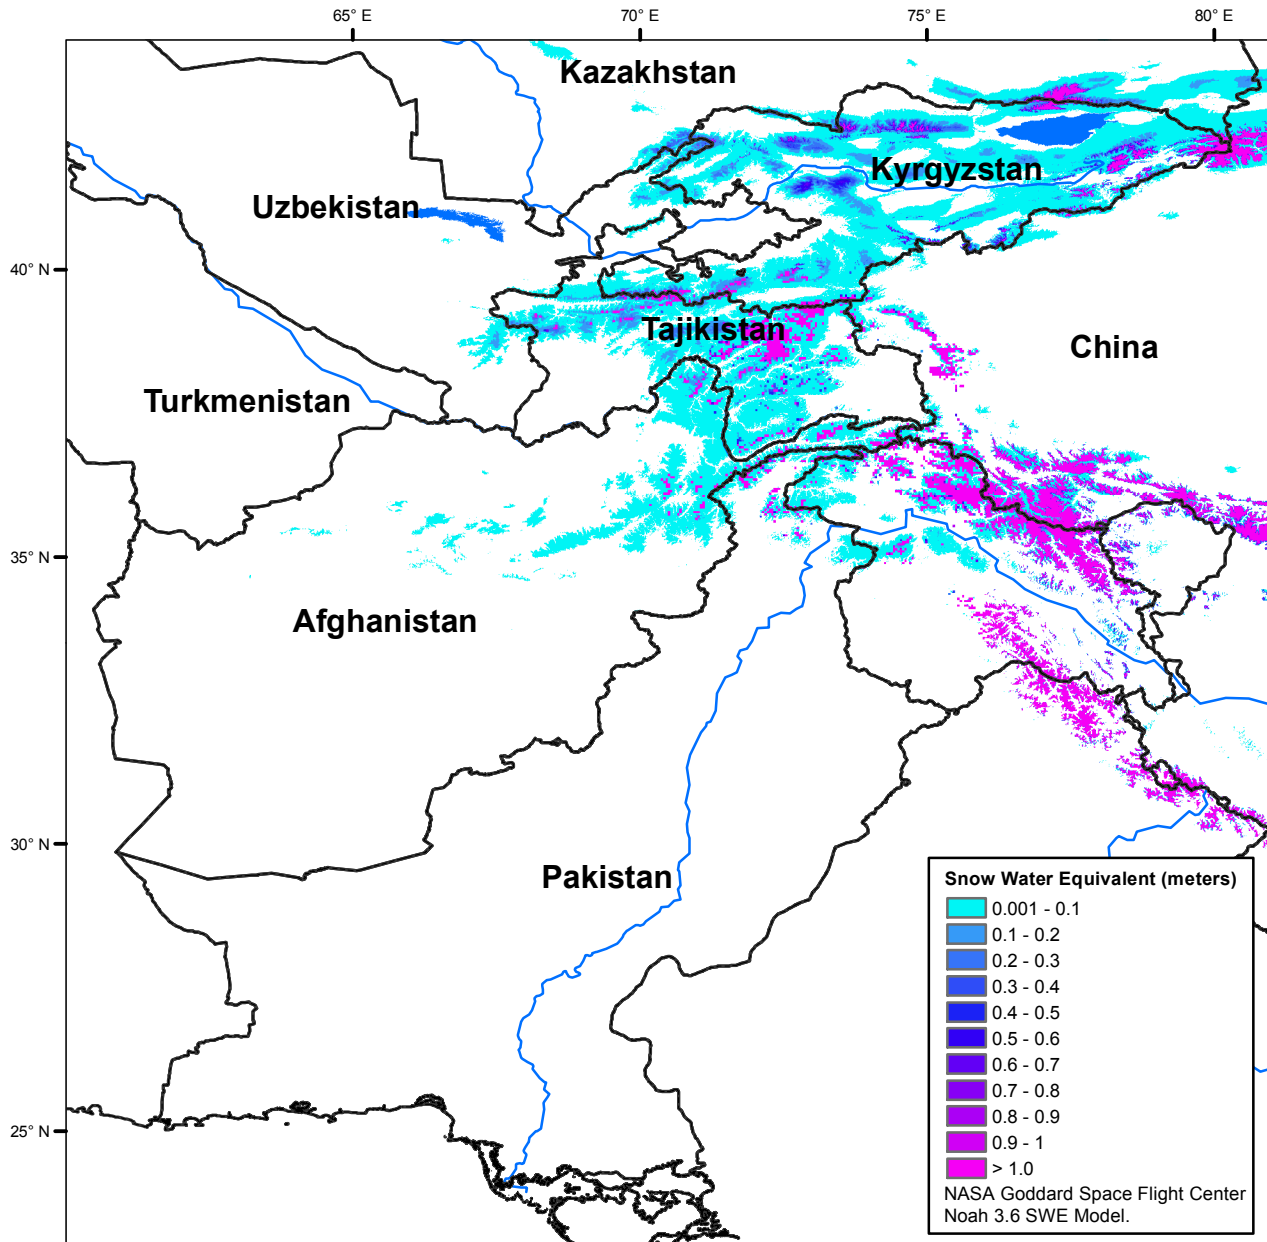 65° E
70° E
75° E
80° E
Kazakhstan
Kyrgyzstan
Uzbekistan
40° N
Tajikistan
China
Turkmenistan
35° N
Afghanistan
30° N
Pakistan
25° N
Snow Water Equivalent (meters)
0.001 - 0.1
0.1 - 0.2
0.2 - 0.3
0.3 - 0.4
0.4 - 0.5
0.5 - 0.6
0.6 - 0.7
0.7 - 0.8
0.8 - 0.9
0.9 - 1
> 1.0
NASA Goddard Space Flight Center
Noah 3.6 SWE Model.